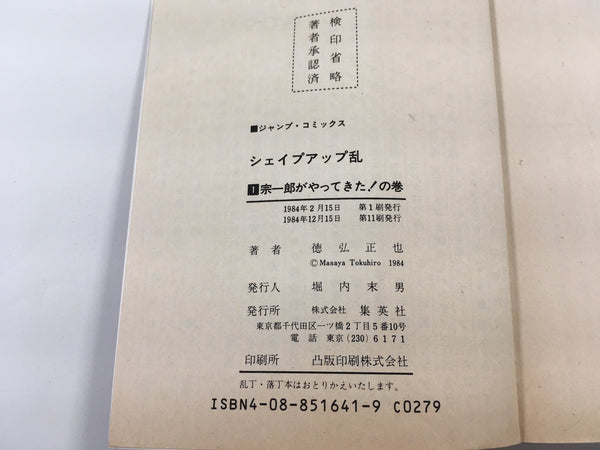 検印省略
著者承認済
■ジャンプ・コミックス
シェイプアップ乱
1 宗一郎がやってきた!の巻
1984年2月15日 第1刷発行
1984年12月15日 第11刷発行
著者 徳弘正也
©Masaya Tokuhiro 1984
発行人 堀内末男
発行所 株式会社 集英社
東京都千代田区一ツ橋2丁目5番10号
電話 東京(230)6171
印刷所 凸版印刷株式会社
乱丁・落丁本はおとりかえいたします。
ISBN4-08-851641-9 C0279